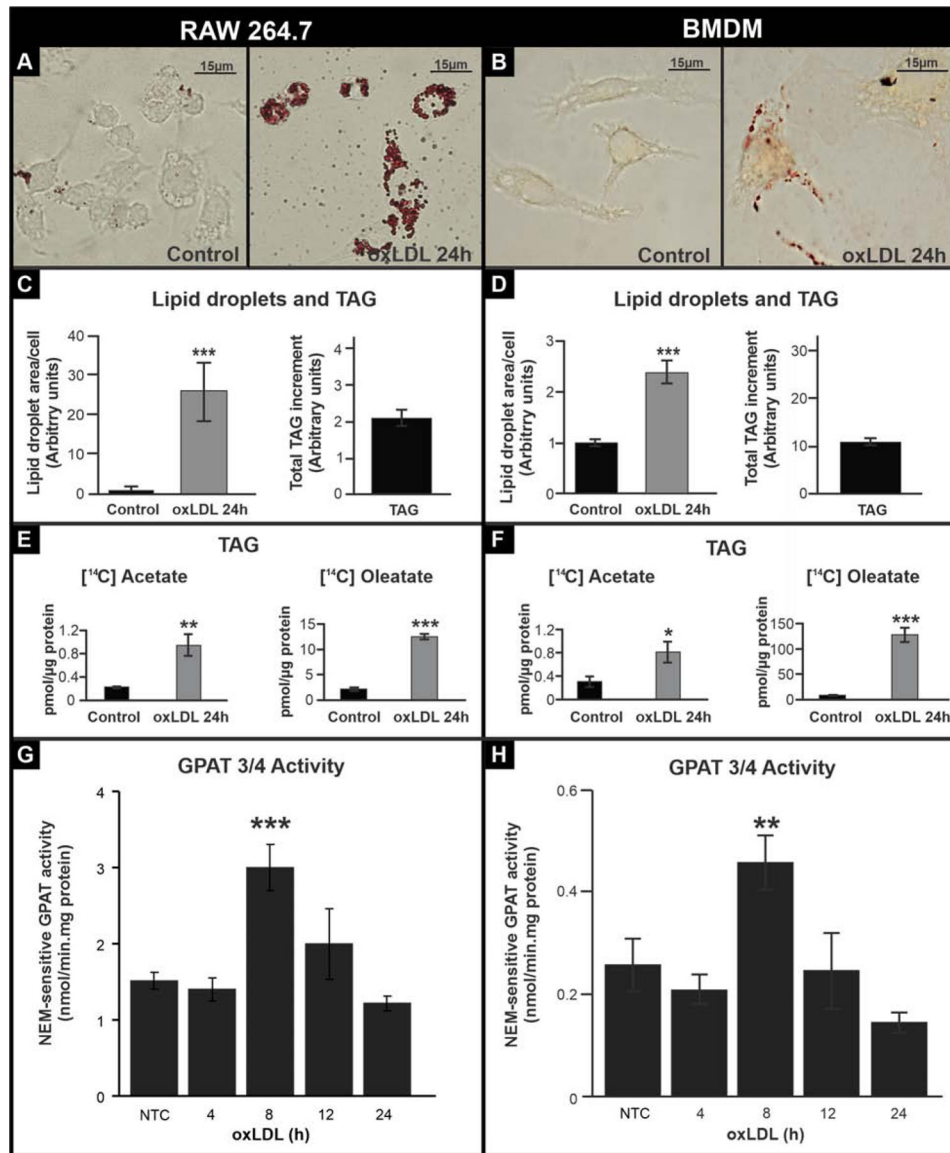 RAW 264.7
BMDM
A
15µm
15µm
Control
oxLDL 24h
B
15µm
15µm
Control
oxLDL 24h
C
Lipid droplets and TAG
Lipid droplet area/cell
(Arbitrry units)
40
30
20
10
0
***
Control
oxLDL 24h
Total TAG increment
(Arbitrary units)
4
3
2
1
0
TAG
D
Lipid droplets and TAG
Lipid droplet area/cell
(Arbitrry units)
3
2
1
0
***
Control
oxLDL 24h
Total TAG increment
(Arbitrary units)
30
20
10
0
TAG
E
TAG
[¹⁴C] Acetate
pmol/µg protein
1.2
0.8
0.4
0
**
Control
oxLDL 24h
[¹⁴C] Oleatate
pmol/µg protein
15
10
5
0
***
Control
oxLDL 24h
F
TAG
[¹⁴C] Acetate
pmol/µg protein
1.2
0.8
0.4
0
*
Control
oxLDL 24h
[¹⁴C] Oleatate
pmol/µg protein
150
100
50
0
***
Control
oxLDL 24h
G
GPAT 3/4 Activity
NEM-sensitive GPAT activity
(nmol/min.mg protein)
4
3
2
1
0
***
NTC
4
8
12
24
oxLDL (h)
H
GPAT 3/4 Activity
NEM-sensitive GPAT activity
(nmol/min.mg protein)
0.6
0.4
0.2
0
**
NTC
4
8
12
24
oxLDL (h)